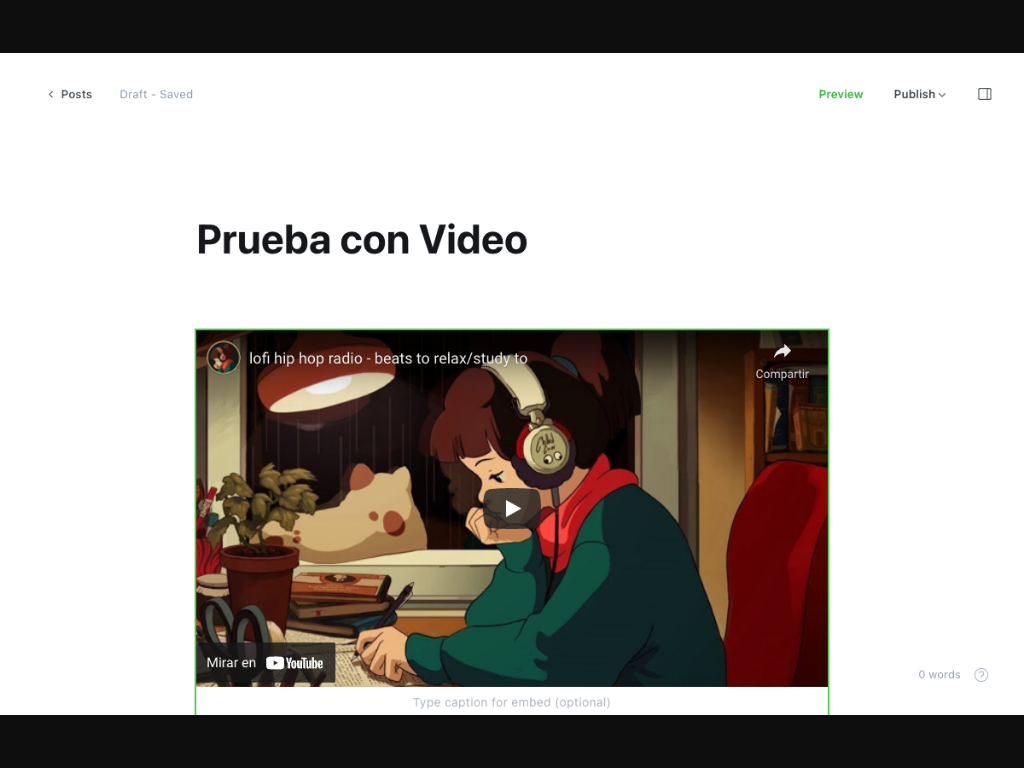 Posts
Draft - Saved
Preview
Publish
Prueba con Video
lofi hip hop radio - beats to relax/study to
Compartir
Mirar en YouTube
Type caption for embed (optional)
0 words
?